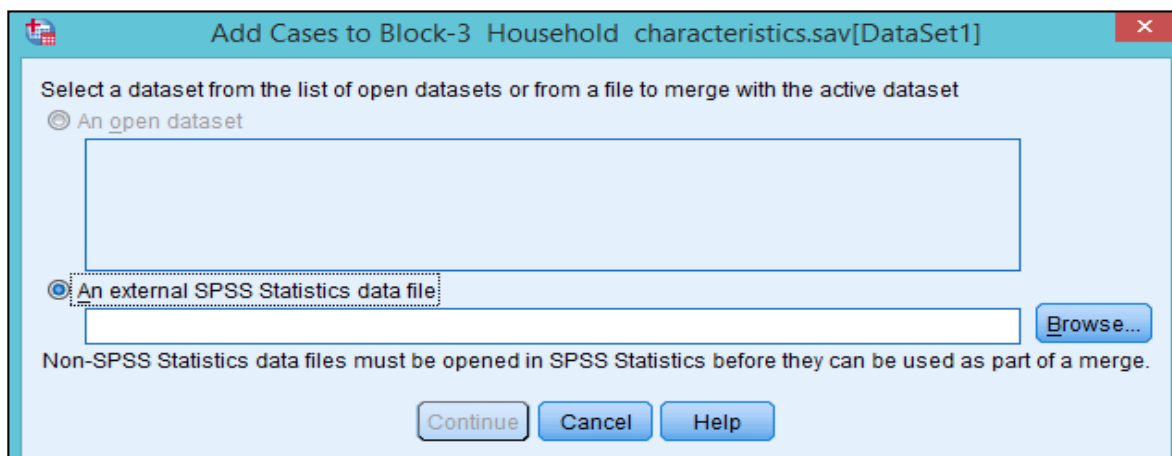 Add Cases to Block-3 Household characteristics.sav[DataSet1]
Select a dataset from the list of open datasets or from a file to merge with the active dataset
An open dataset
An external SPSS Statistics data file
Browse...
Non-SPSS Statistics data files must be opened in SPSS Statistics before they can be used as part of a merge.
Continue Cancel Help